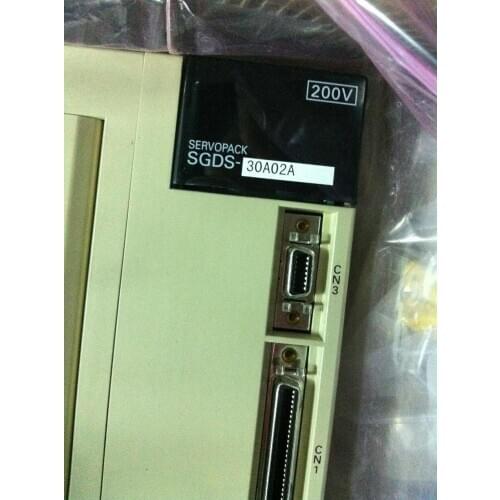 200V
SERVOPACK
SGDS-30A02A
CN3
CN1